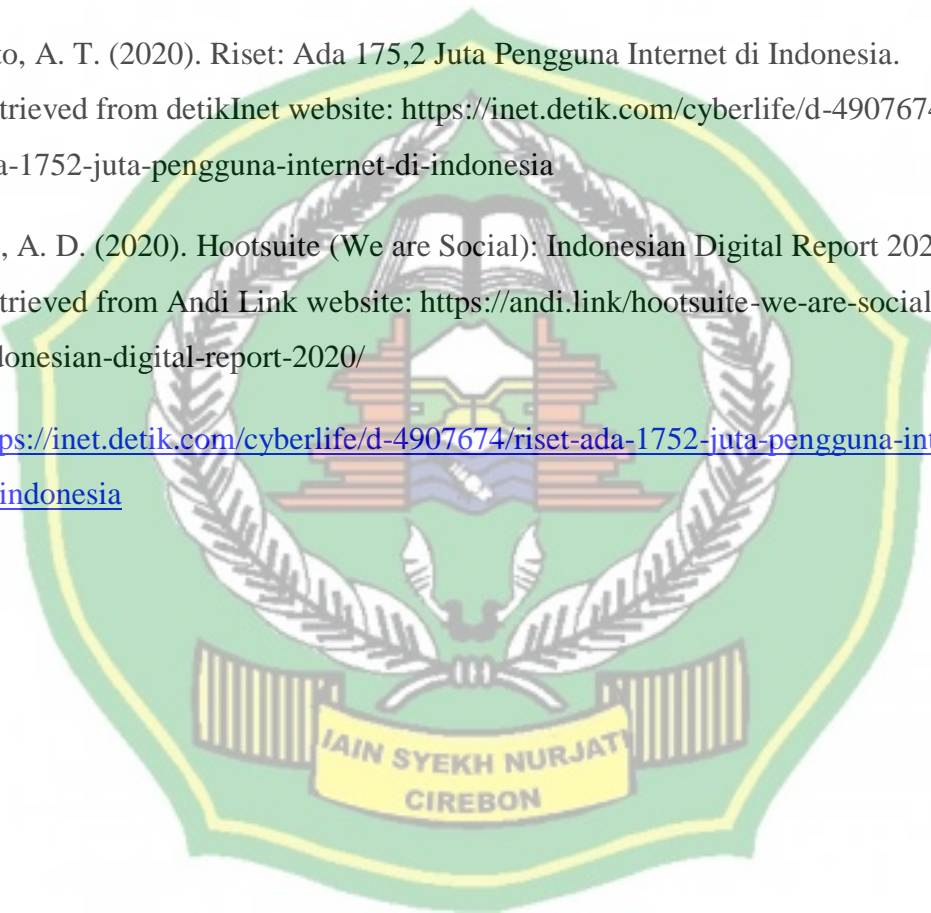 to, A. T. (2020). Riset: Ada 175,2 Juta Pengguna Internet di Indonesia.
trieved from detikInet website: https://inet.detik.com/cyberlife/d-4907674
a-1752-juta-pengguna-internet-di-indonesia
, A. D. (2020). Hootsuite (We are Social): Indonesian Digital Report 202
trieved from Andi Link website: https://andi.link/hootsuite-we-are-social
donesian-digital-report-2020/
ps://inet.detik.com/cyberlife/d-4907674/riset-ada-1752-juta-pengguna-int
indonesia
IAIN SYEKH NURJATI
CIREBON